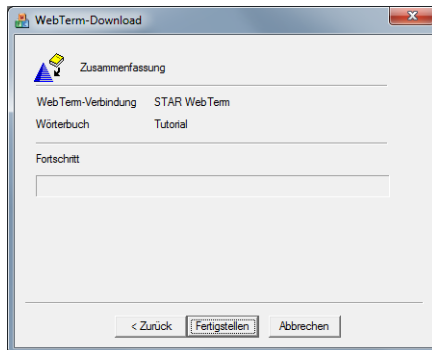 WebTerm-Download
Zusammenfassung
WebTerm-Verbindung STAR WebTerm
Wörterbuch Tutorial
Fortschritt
< Zurück Fertigstellen Abbrechen